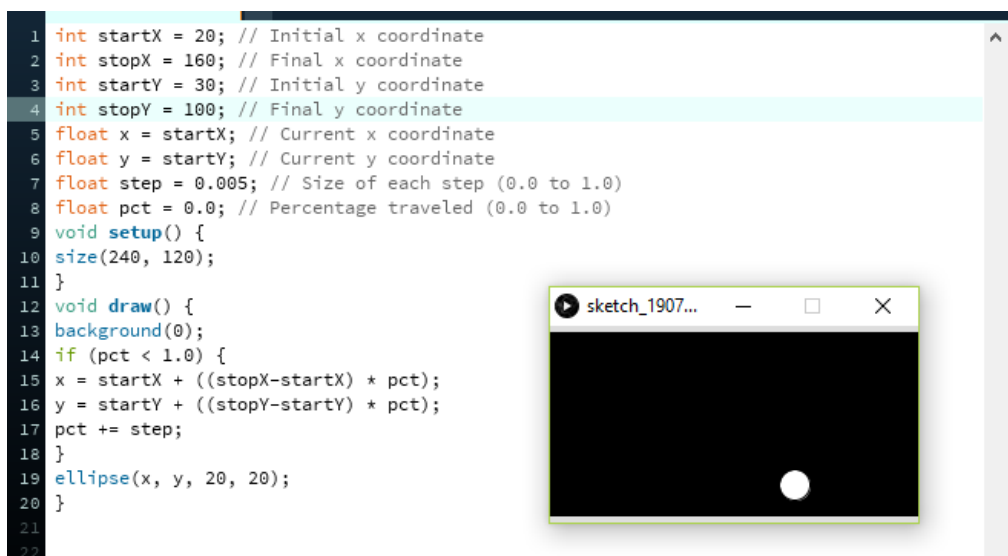 1 int startX = 20; // Initial x coordinate
2 int stopX = 160; // Final x coordinate
3 int startY = 30; // Initial y coordinate
4 int stopY = 100; // Final y coordinate
5 float x = startX; // Current x coordinate
6 float y = startY; // Current y coordinate
7 float step = 0.005; // Size of each step (0.0 to 1.0)
8 float pct = 0.0; // Percentage traveled (0.0 to 1.0)
9 void setup() {
10 size(240, 120);
11 }
12 void draw() {
13 background(0);
14 if (pct < 1.0) {
15 x = startX + ((stopX-startX) * pct);
16 y = startY + ((stopY-startY) * pct);
17 pct += step;
18 }
19 ellipse(x, y, 20, 20);
20 }
21
22
sketch_1907...